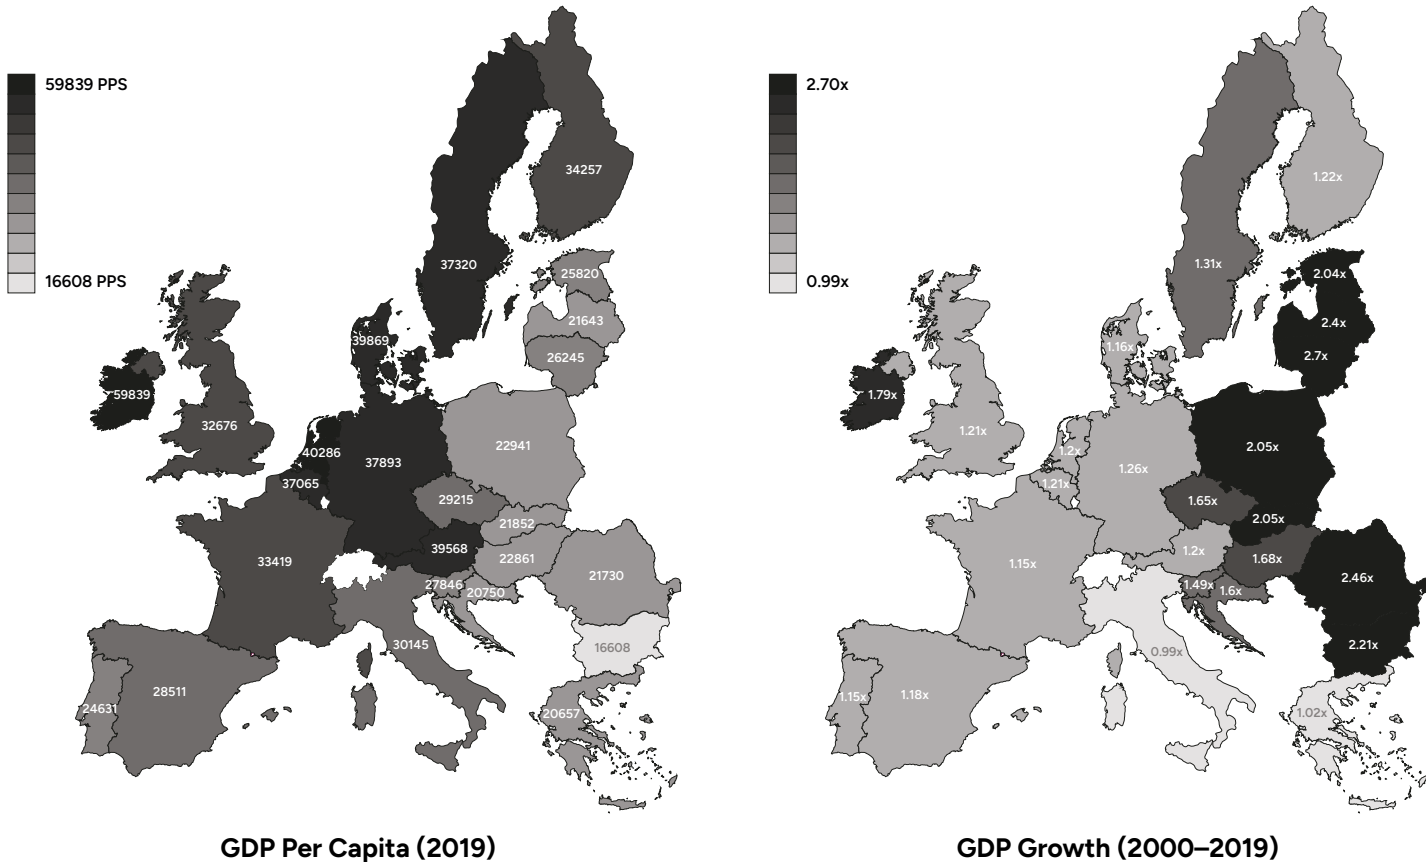 59839 PPS
16608 PPS
34257
37320
25820
21643
26245
39869
59839
32676
40286
37065
37893
22941
29215
21852
39568
22861
33419
27846
20750
21730
30145
16608
28511
24631
20657
GDP Per Capita (2019)
2.70x
0.99x
1.22x
1.31x
2.04x
2.4x
2.7x
1.16x
1.79x
1.21x
1.2x
1.21x
1.26x
2.05x
1.65x
2.05x
1.2x
1.68x
1.15x
1.49x
1.6x
2.46x
0.99x
2.21x
1.15x
1.18x
1.02x
GDP Growth (2000–2019)